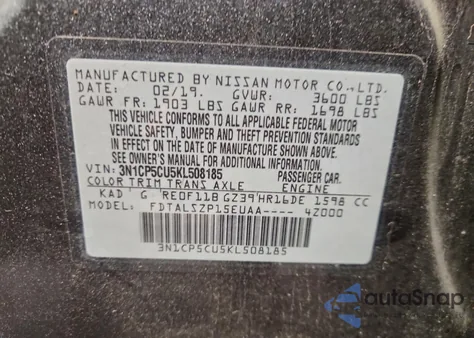 MANUFACTURED BY NISSAN MOTOR CO.,LTD.
DATE: 02/19. GVWR: 3600 LBS
GAWR FR: 1903 LBS GAWR RR: 1698 LBS
THIS VEHICLE CONFORMS TO ALL APPLICABLE FEDERAL MOTOR
VEHICLE SAFETY, BUMPER AND THEFT PREVENTION STANDARDS
IN EFFECT ON THE DATE OF MANUFACTURE SHOWN ABOVE.
SEE OWNER'S MANUAL FOR ADDITIONAL INFORMATION.
VIN: 3N1CP5CU5KL508185 PASSENGER CAR.
COLOR TRIM TRANS AXLE ENGINE
KAD G RE0F11B GZ39 HR16DE 1598 CC
MODEL: FDTALSZP15EUAA---- 4Z000
3N1CP5CU5KL508185
autoSnap